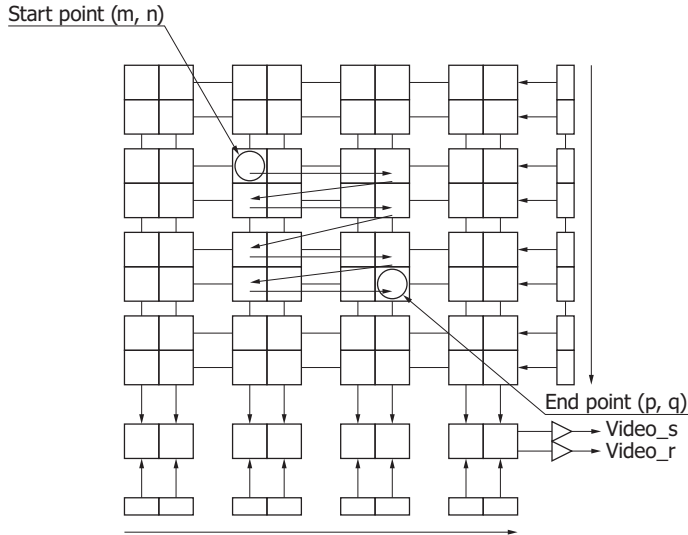 Start point (m, n)
End point (p, q)
Video_s
Video_r